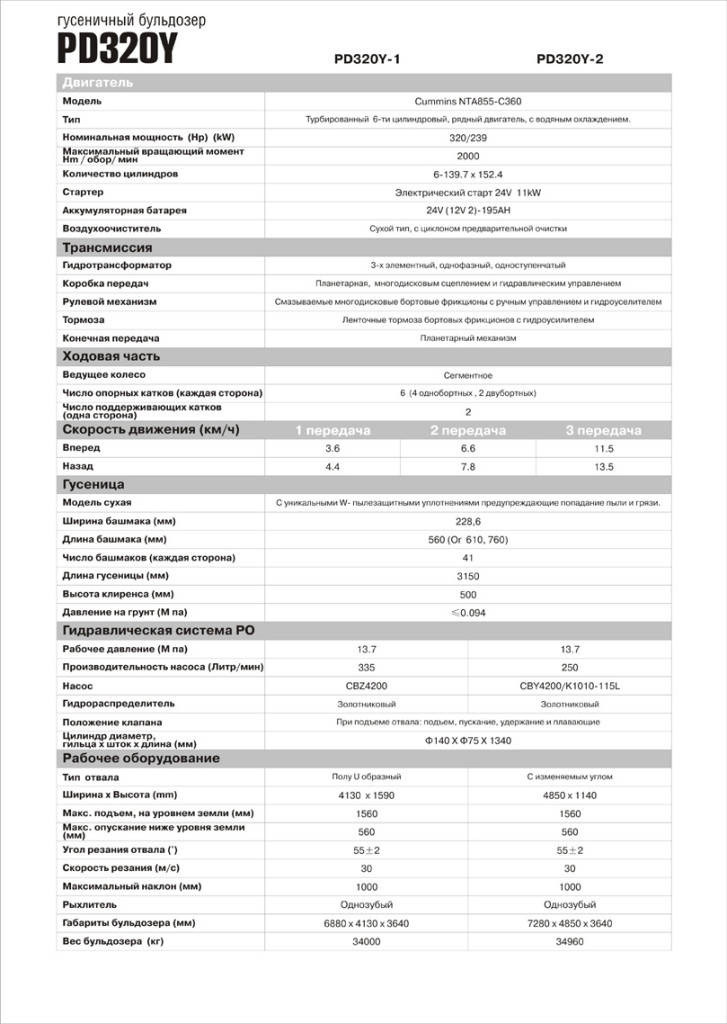 гусеничный бульдозер
PD320Y
PD320Y-1 PD320Y-2
Двигатель
Модель Cummins NTA855-C360
Тип Турбированный 6-ти цилиндровый, рядный двигатель, с водяным охлаждением.
Номинальная мощность (Hp) (kW) 320/239
Максимальный вращающий момент
Hm / обор/ мин 2000
Количество цилиндров 6-139.7 x 152.4
Стартер Электрический старт 24V 11kW
Аккумуляторная батарея 24V (12V 2)-195AH
Воздухоочиститель Сухой тип, с циклоном предварительной очистки
Трансмиссия
Гидротрансформатор 3-х элементный, однофазный, одноступенчатый
Коробка передач Планетарная, многодисковым сцеплением и гидравлическим управлением
Рулевой механизм Смазываемые многодисковые бортовые фрикционы с ручным управлением и гидроуселителем
Тормоза Ленточные тормоза бортовых фрикционов с гидроусилителем
Конечная передача Планетарный механизм
Ходовая часть
Ведущее колесо Сегментное
Число опорных катков (каждая сторона) 6 (4 однобортных , 2 двубортных)
Число поддерживающих катков
(одна сторона) 2
Скорость движения (км/ч) 1 передача 2 передача 3 передача
Вперед 3.6 6.6 11.5
Назад 4.4 7.8 13.5
Гусеница
Модель сухая С уникальными W- пылезащитными уплотнениями предупреждающие попадание пыли и грязи.
Ширина башмака (мм) 228,6
Длина башмака (мм) 560 (Or 610, 760)
Число башмаков (каждая сторона) 41
Длина гусеницы (мм) 3150
Высота клиренса (мм) 500
Давление на грунт (М па) ≤0.094
Гидравлическая система РО
Рабочее давление (М па) 13.7 13.7
Производительность насоса (Литр/мин) 335 250
Насос CBZ4200 CBY4200/K1010-115L
Гидрораспределитель Золотниковый Золотниковый
Положение клапана При подъеме отвала: подъем, пускание, удержание и плавающие
Цилиндр диаметр,
гильца х шток х длина (мм) Φ140 X Φ75 X 1340
Рабочее оборудование
Тип отвала Полу U образный С изменяемым углом
Ширина х Высота (mm) 4130 x 1590 4850 x 1140
Макс. подъем, на уровнем земли (мм) 1560 1560
Макс. опускание ниже уровня земли
(мм) 560 560
Угол резания отвала (°) 55±2 55±2
Скорость резания (м/с) 30 30
Максимальный наклон (мм) 1000 1000
Рыхлитель Однозубый Однозубый
Габариты бульдозера (мм) 6880 x 4130 x 3640 7280 x 4850 x 3640
Вес бульдозера (кг) 34000 34960